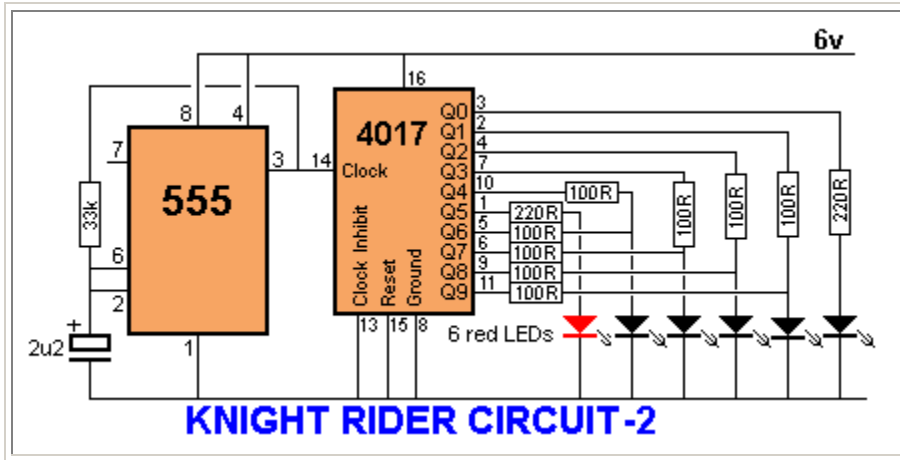 6v
16
8
4
7
3
14
6
2
1
555
33k
2u2
+
4017
Clock
Clock Inhibit
Reset
Ground
13
15
8
Q0
3
Q1
2
Q2
4
Q3
7
Q4
10
Q5
1
Q6
5
Q7
6
Q8
9
Q9
11
100R
220R
100R
100R
100R
100R
100R
100R
100R
220R
6 red LEDs
KNIGHT RIDER CIRCUIT-2